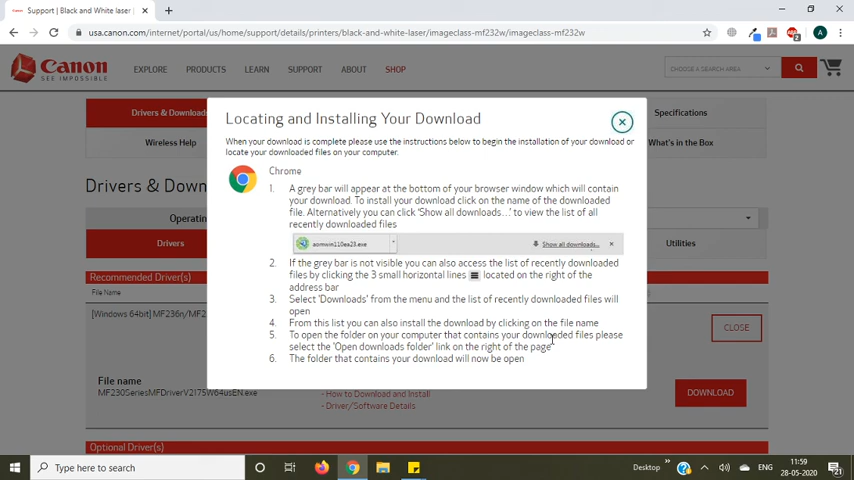 Support | Black and White laser
usa.canon.com/internet/portal/us/home/support/details/printers/black-and-white-laser/imageclass-mf232w/imageclass-mf232w
A
2
Canon
SEE IMPOSSIBLE
EXPLORE PRODUCTS LEARN SUPPORT ABOUT SHOP
CHOOSE A SEARCH AREA
Drivers & Downloads
Specifications
Wireless Help
What's in the Box
Drivers & Down
Operatin
Drivers
Utilities
Recommended Driver(s)
File Name
[Windows 64bit] MF236n/ MF2
CLOSE
File name
MF230SeriesMFDriverV2175W64usEN.exe
- How to Download and Install
- Driver/Software Details
DOWNLOAD
Optional Driver(s)
Locating and Installing Your Download
When your download is complete please use the instructions below to begin the installation of your download or
locate your downloaded files on your computer.
Chrome
1. A grey bar will appear at the bottom of your browser window which will contain
your download. To install your download click on the name of the downloaded
file. Alternatively you can click 'Show all downloads...' to view the list of all
recently downloaded files
aomwin110ea23.exe
Show all downloads...
2. If the grey bar is not visible you can also access the list of recently downloaded
files by clicking the 3 small horizontal lines located on the right of the
address bar
3. Select 'Downloads' from the menu and the list of recently downloaded files will
open
4. From this list you can also install the download by clicking on the file name
5. To open the folder on your computer that contains your downloaded files please
select the 'Open downloads folder' link on the right of the page
6. The folder that contains your download will now be open
Type here to search
Desktop
ENG
11:59
28-05-2020
21